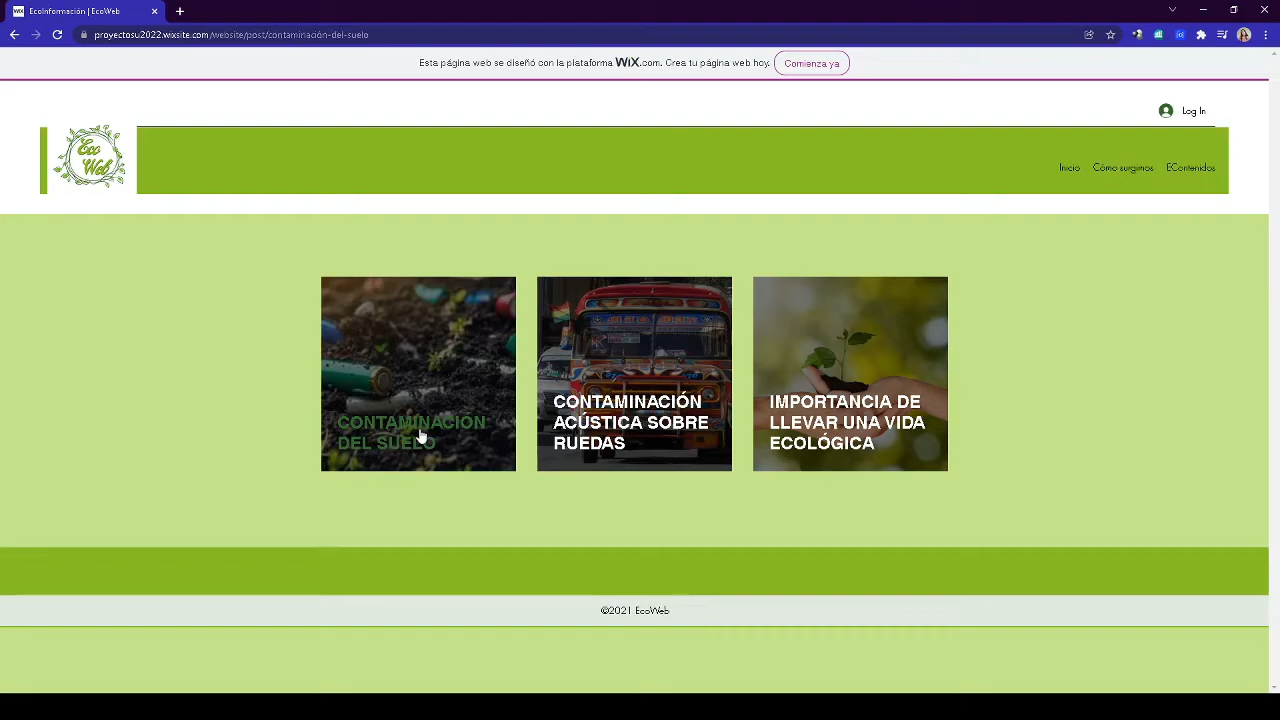 EcoInformación | EcoWeb
proyectosu2022.wixsite.com/website/post/contaminación-del-suelo
Esta página web se diseñó con la plataforma WiX.com. Crea tu página web hoy. Comienza ya
Log In
Eco
Web
Inicio Cómo surgimos EContenidos
CONTAMINACIÓN
DEL SUELO
CONTAMINACIÓN
ACÚSTICA SOBRE
RUEDAS
IMPORTANCIA DE
LLEVAR UNA VIDA
ECOLÓGICA
©2021 EcoWeb